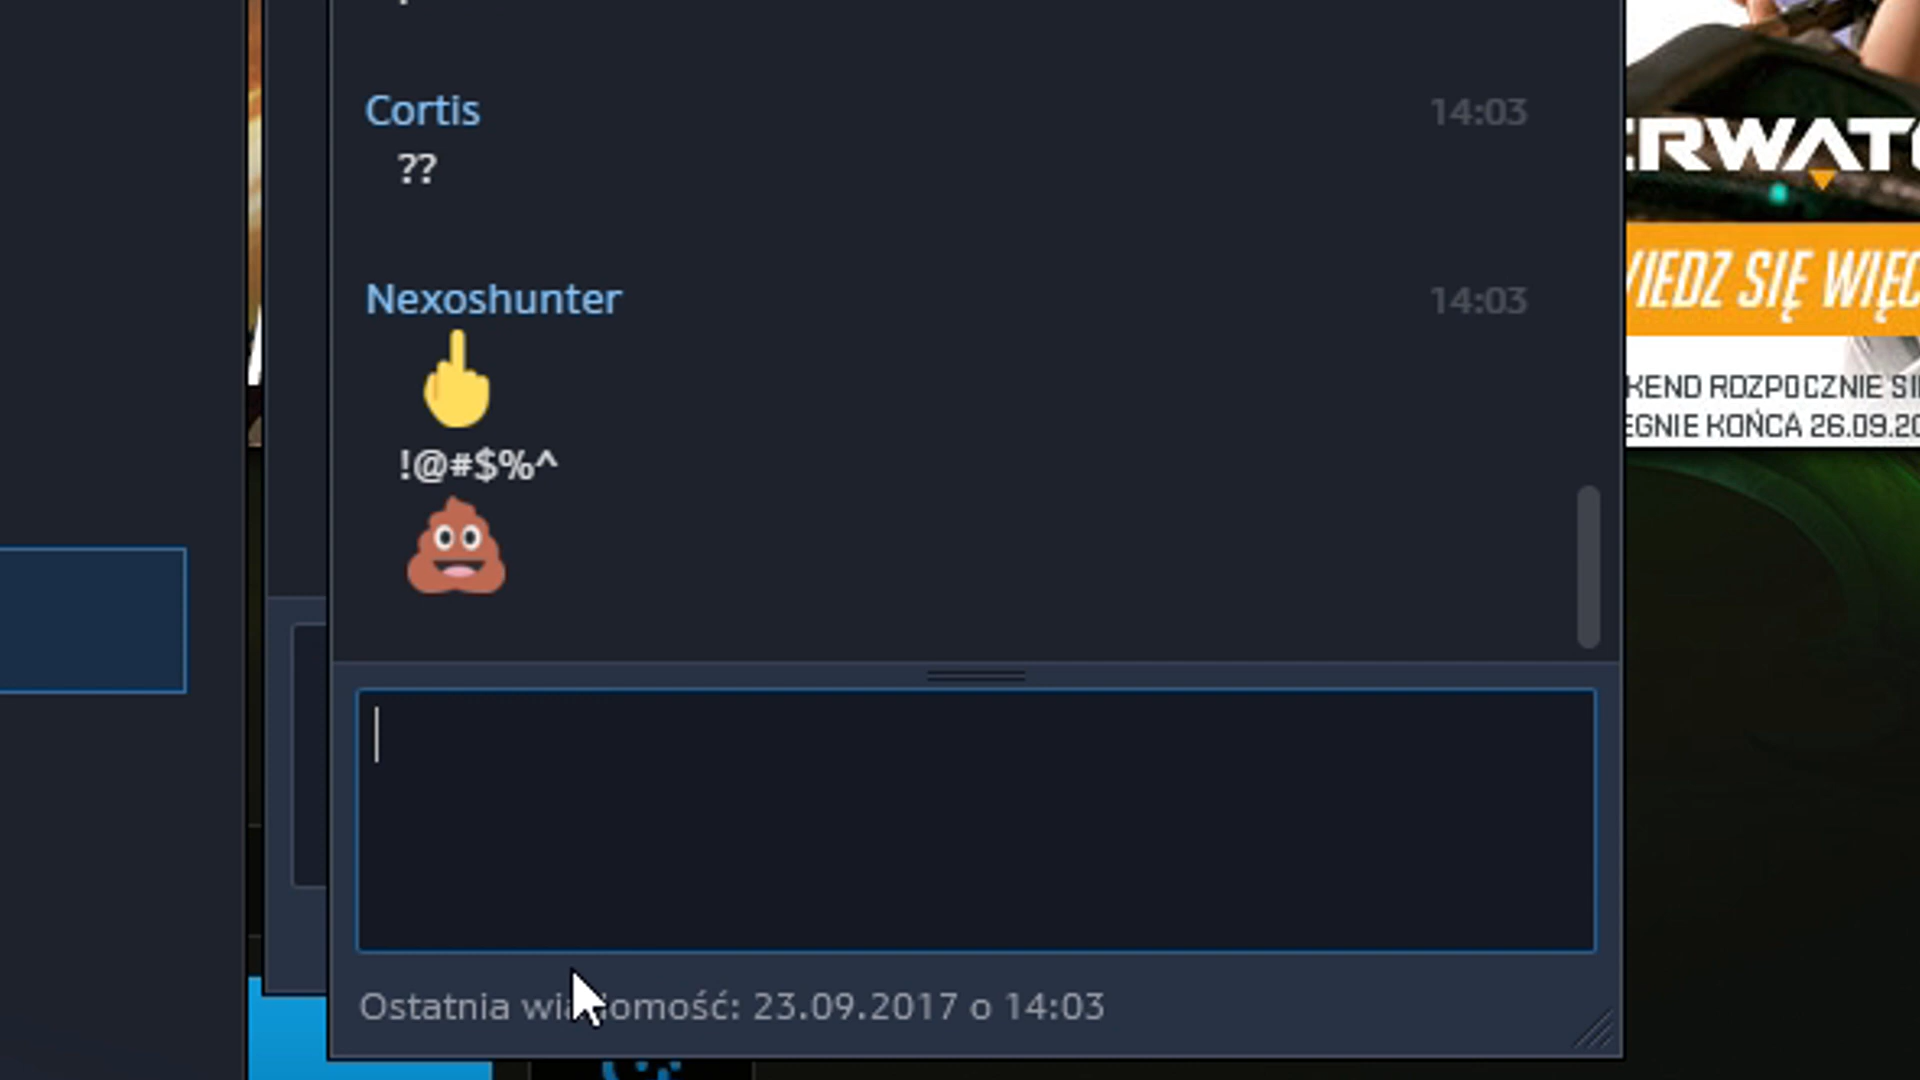 Cortis 14:03
??
Nexoshunter 14:03
!@#$%^
Ostatnia wiadomość: 23.09.2017 o 14:03
ERWATC
WIEDZ SIĘ WIĘC
KEND ROZPOCZNIE SI
EGNIE KOŃCA 26.09.20